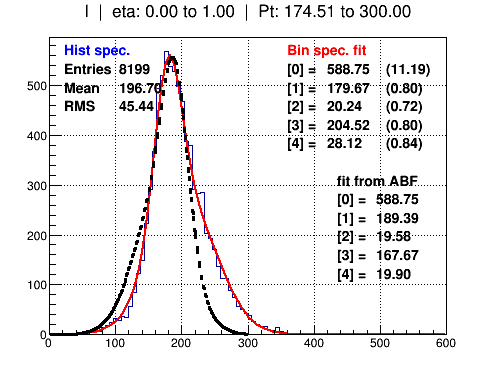 I | eta: 0.00 to 1.00 | Pt: 174.51 to 300.00
Hist spec.
Entries 8199
Mean 196.76
RMS 45.44
Bin spec. fit
[0] = 588.75 (11.19)
[1] = 179.67 (0.80)
[2] = 20.24 (0.72)
[3] = 204.52 (0.80)
[4] = 28.12 (0.84)
fit from ABF
[0] = 588.75
[1] = 189.39
[2] = 19.58
[3] = 167.67
[4] = 19.90
500
400
300
200
100
0
0 100 200 300 400 500 600